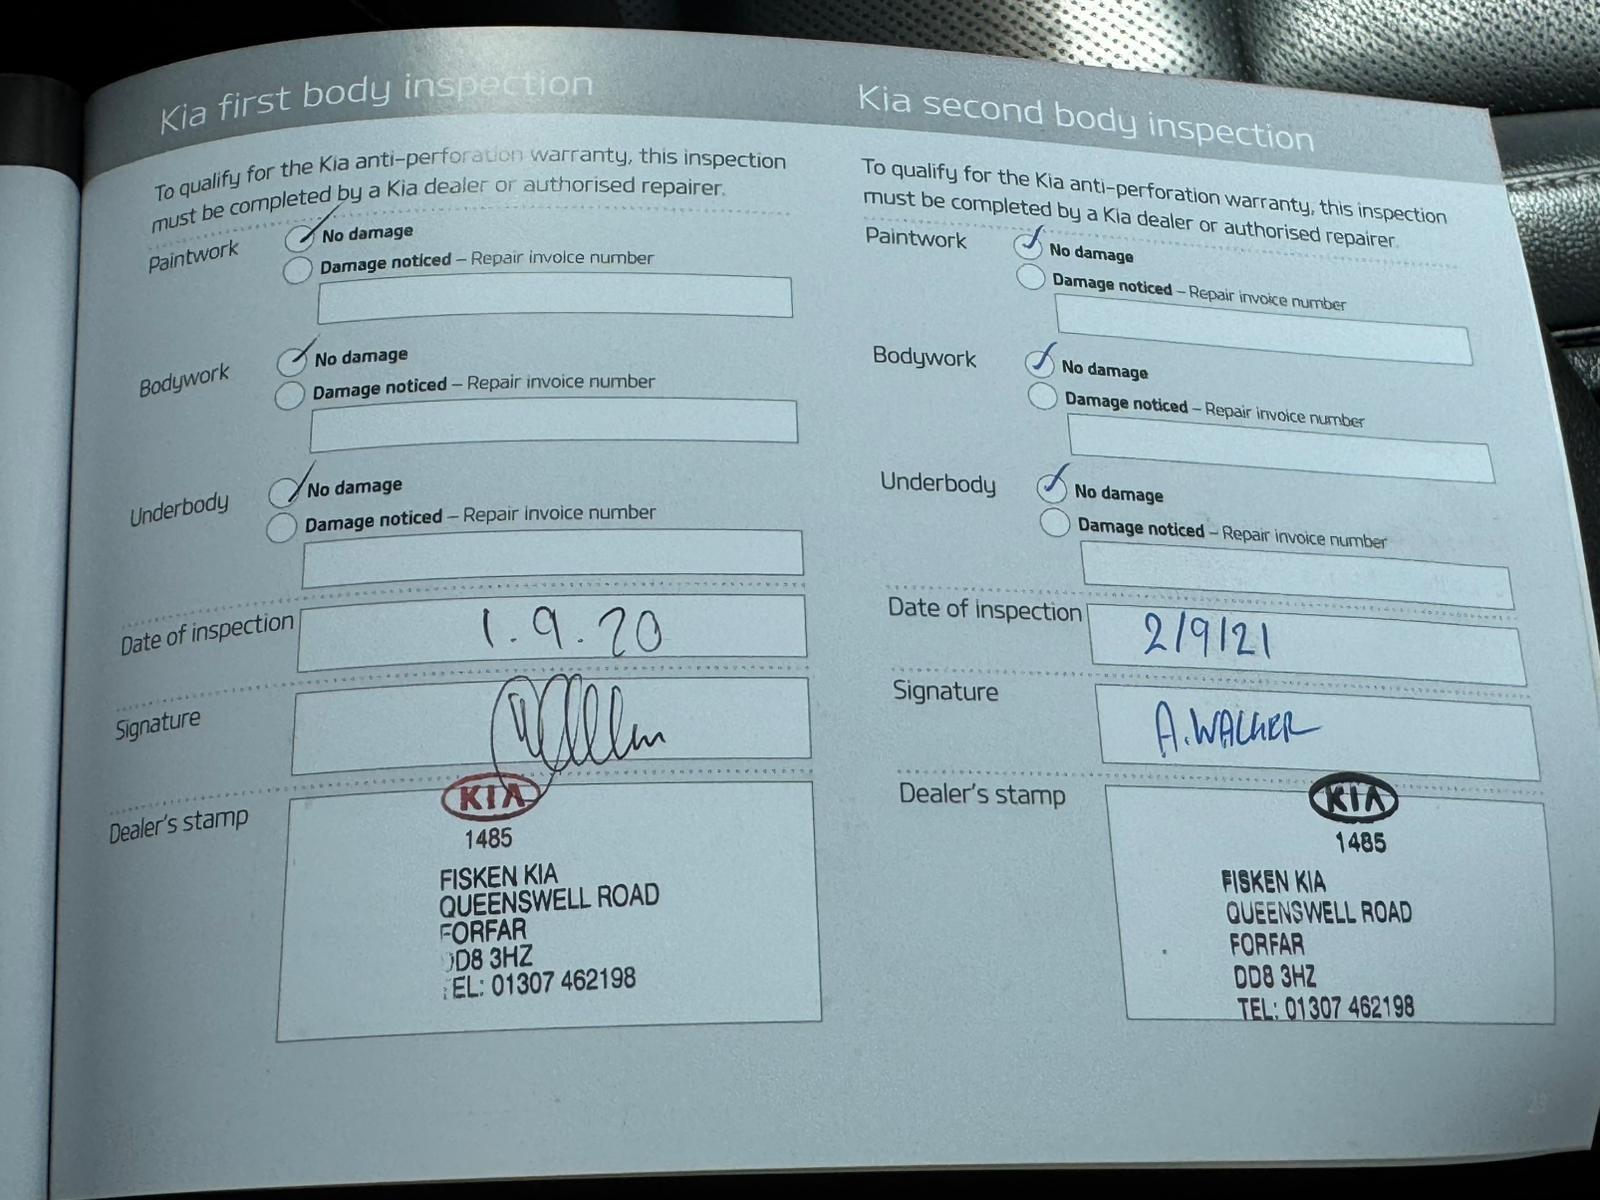 Kia first body inspection
To qualify for the Kia anti-perforation warranty, this inspection
must be completed by a Kia dealer or authorised repairer.
Paintwork
No damage
Damage noticed – Repair invoice number
Bodywork
No damage
Damage noticed – Repair invoice number
Underbody
No damage
Damage noticed – Repair invoice number
Date of inspection
1.9.20
Signature
Dealer's stamp
KIA
1485
FISKEN KIA
QUEENSWELL ROAD
FORFAR
DD8 3HZ
TEL: 01307 462198
Kia second body inspection
To qualify for the Kia anti-perforation warranty, this inspection
must be completed by a Kia dealer or authorised repairer.
Paintwork
No damage
Damage noticed – Repair invoice number
Bodywork
No damage
Damage noticed – Repair invoice number
Underbody
No damage
Damage noticed – Repair invoice number
Date of inspection
2/9/21
Signature
A.WALKER
Dealer's stamp
KIA
1485
FISKEN KIA
QUEENSWELL ROAD
FORFAR
DD8 3HZ
TEL: 01307 462198